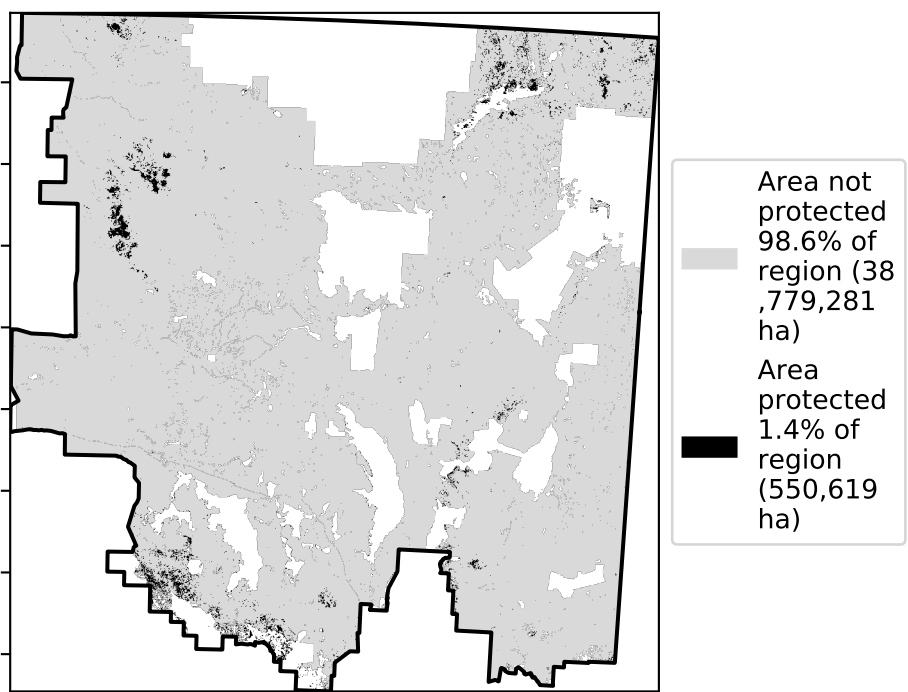 Area not
protected
98.6% of
region (38
,779,281
ha)
Area
protected
1.4% of
region
(550,619
ha)